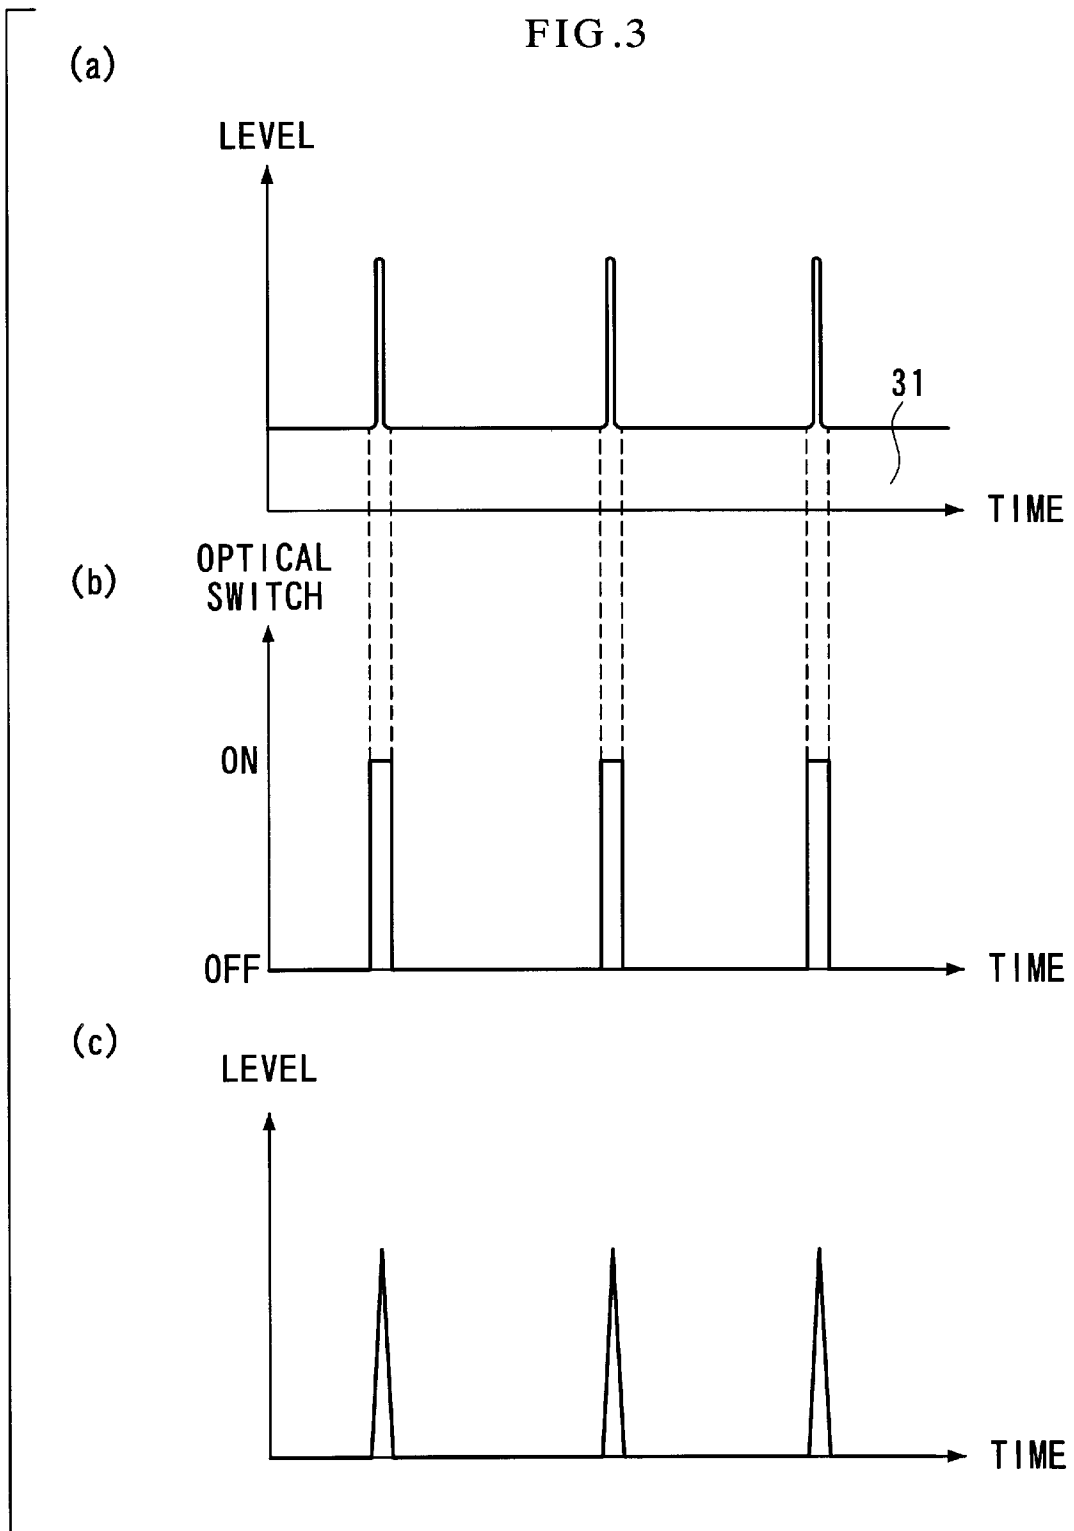 FIG.3
(a)
LEVEL
31
TIME
(b)
OPTICAL
SWITCH
ON
OFF
TIME
(c)
LEVEL
TIME